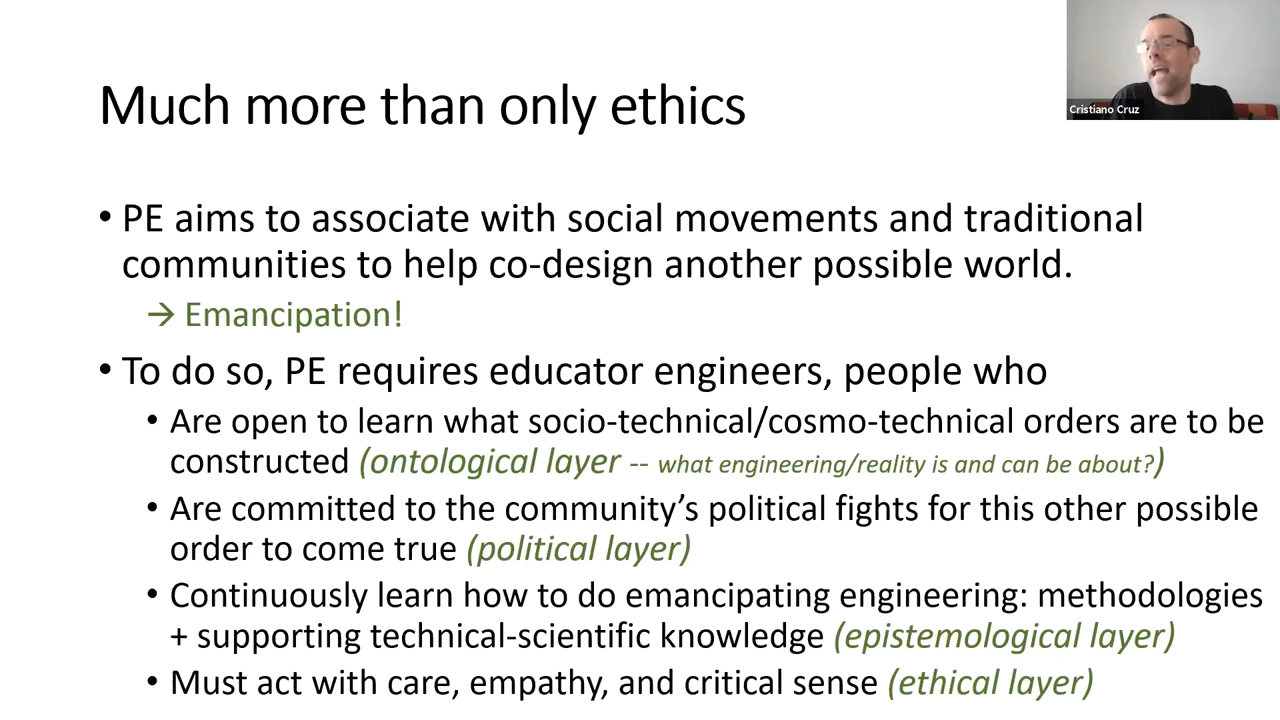 Much more than only ethics
Cristiano Cruz
• PE aims to associate with social movements and traditional
communities to help co-design another possible world.
→ Emancipation!
• To do so, PE requires educator engineers, people who
• Are open to learn what socio-technical/cosmo-technical orders are to be
constructed (ontological layer -- what engineering/reality is and can be about?)
• Are committed to the community’s political fights for this other possible
order to come true (political layer)
• Continuously learn how to do emancipating engineering: methodologies
+ supporting technical-scientific knowledge (epistemological layer)
• Must act with care, empathy, and critical sense (ethical layer)